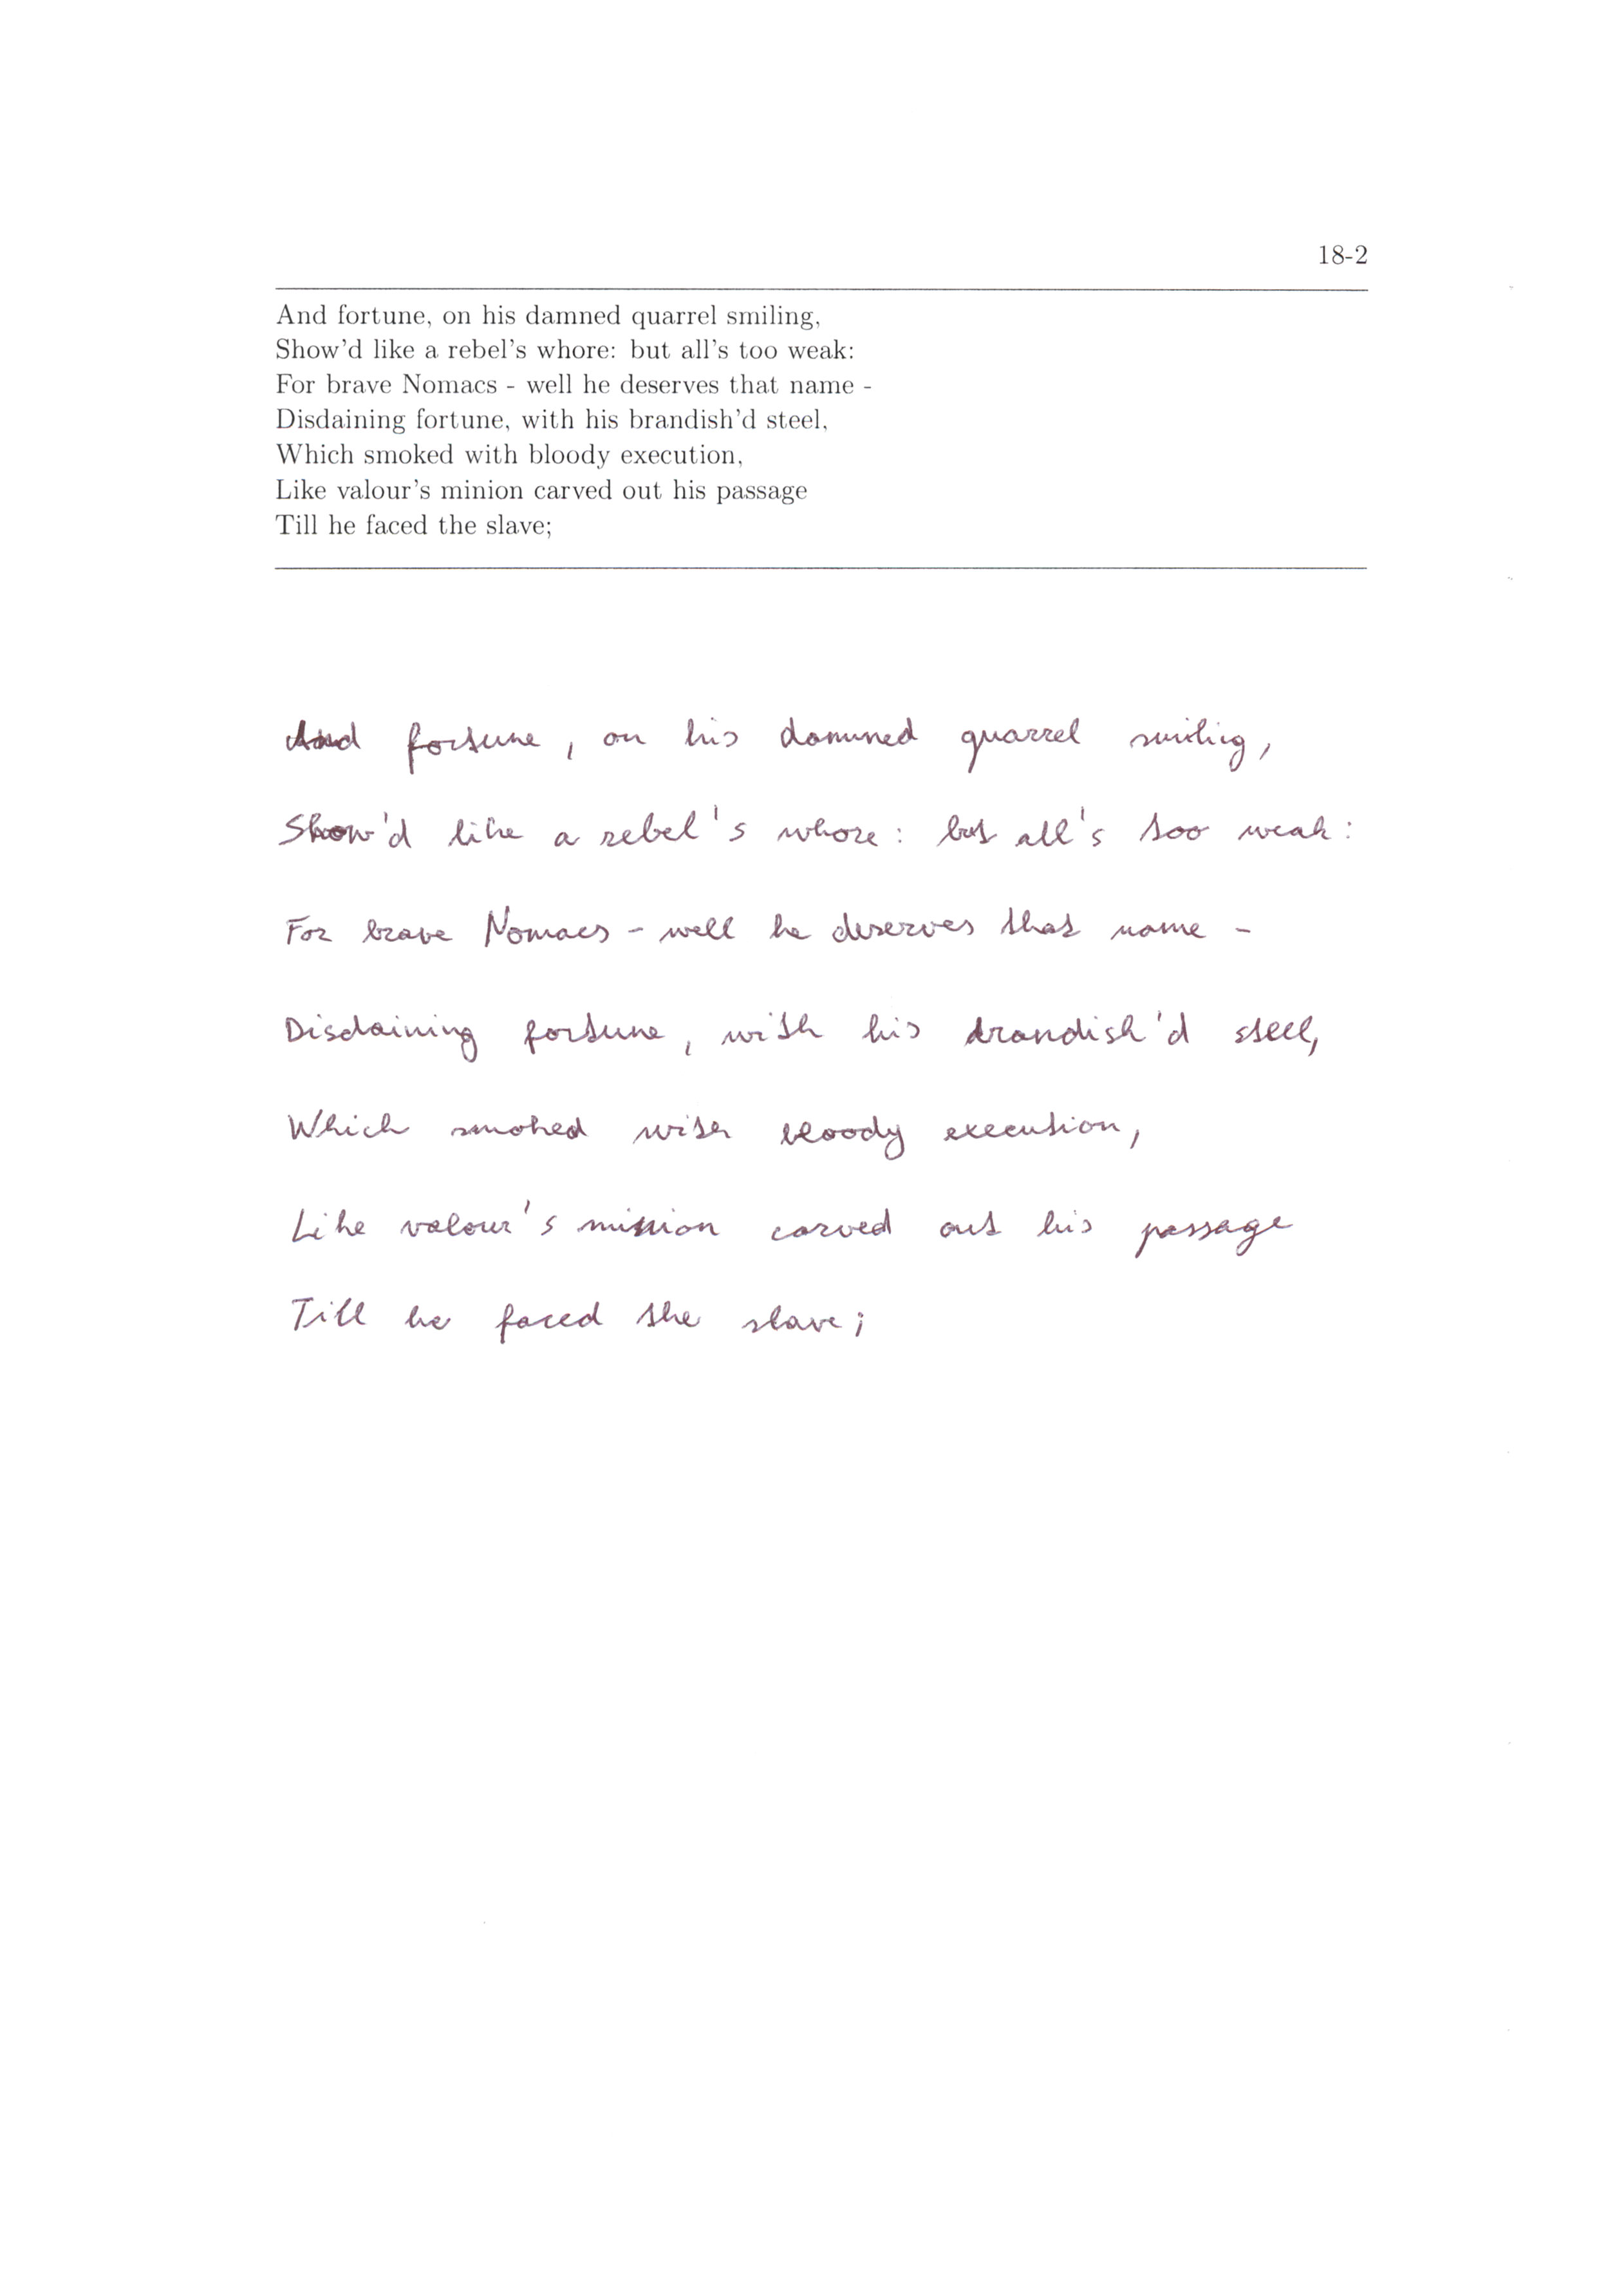 18-2
And fortune, on his damned quarrel smiling,
Show'd like a rebel's whore: but all's too weak:
For brave Nomacs - well he deserves that name -
Disdaining fortune, with his brandish'd steel,
Which smoked with bloody execution,
Like valour's minion carved out his passage
Till he faced the slave;
And fortune, on his damned quarrel smiling,
Show'd like a rebel's whore: but all's too weak:
For brave Nomacs - well he deserves that name -
Disdaining fortune, with his brandish'd steel,
Which smoked with bloody execution,
Like valour's minion carved out his passage
Till he faced the slave;